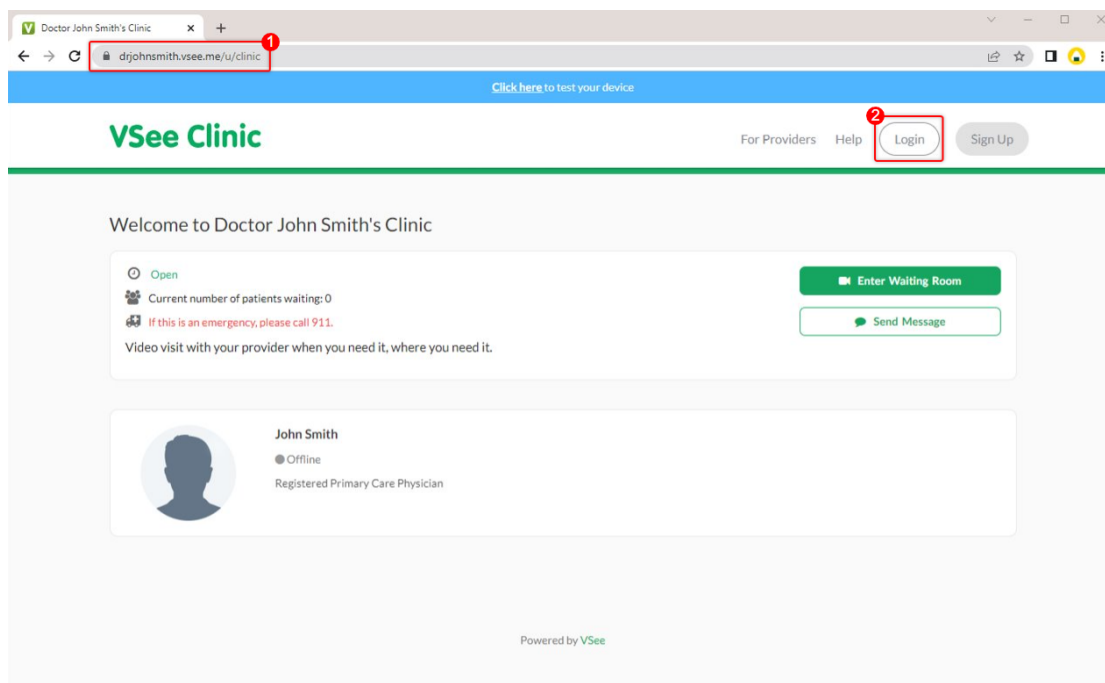 Doctor John Smith's Clinic
1
drjohnsmith.vsee.me/u/clinic
Click here to test your device
2
VSee Clinic For Providers Help Login Sign Up
Welcome to Doctor John Smith's Clinic
Open
Current number of patients waiting: 0
If this is an emergency, please call 911.
Video visit with your provider when you need it, where you need it.
Enter Waiting Room
Send Message
John Smith
Offline
Registered Primary Care Physician
Powered by VSee